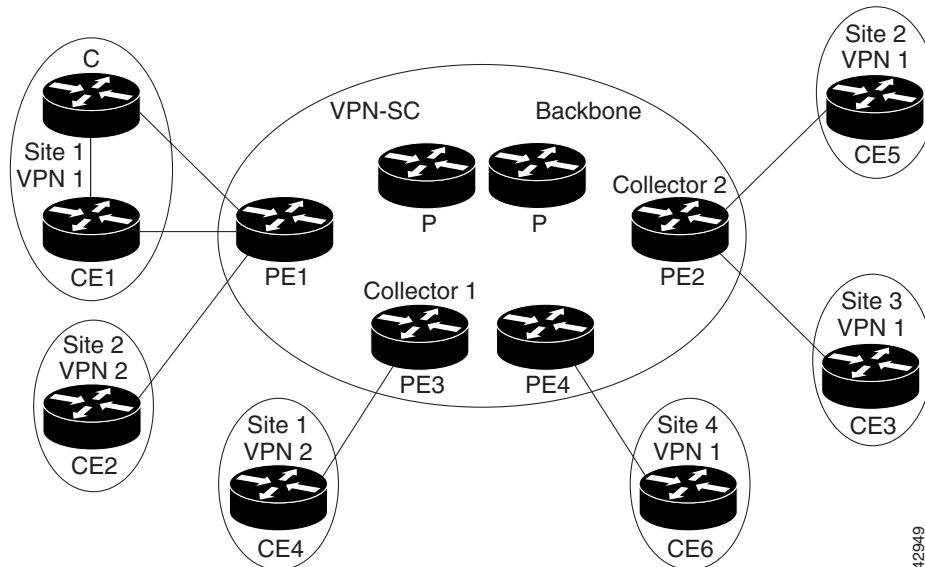 C
Site 1
VPN 1
CE1
Site 2
VPN 2
CE2
VPN-SC
Backbone
P
P
PE1
Collector 2
PE2
Collector 1
PE3
PE4
Site 1
VPN 2
CE4
Site 4
VPN 1
CE6
Site 2
VPN 1
CE5
Site 3
VPN 1
CE3
42949